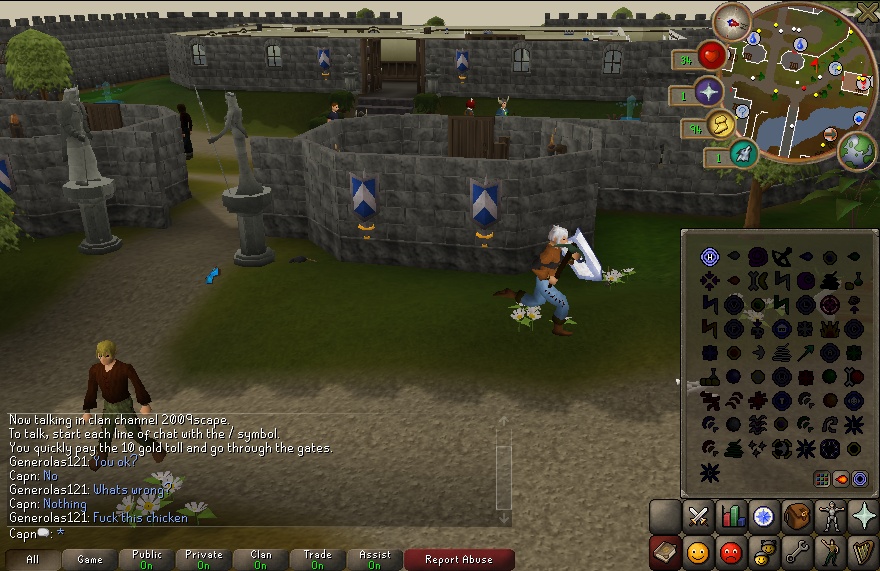 34
1
94
1
H
Now talking in clan channel 2009scape.
To talk, start each line of chat with the / symbol.
You quickly pay the 10 gold toll and go through the gates.
Generolas121: You ok?
Capn: No
Generolas121: Whats wrong?
Capn: Nothing
Generolas121: Fuck this chicken
Capn: *
All
Game
Public
On
Private
On
Clan
On
Trade
On
Assist
On
Report Abuse